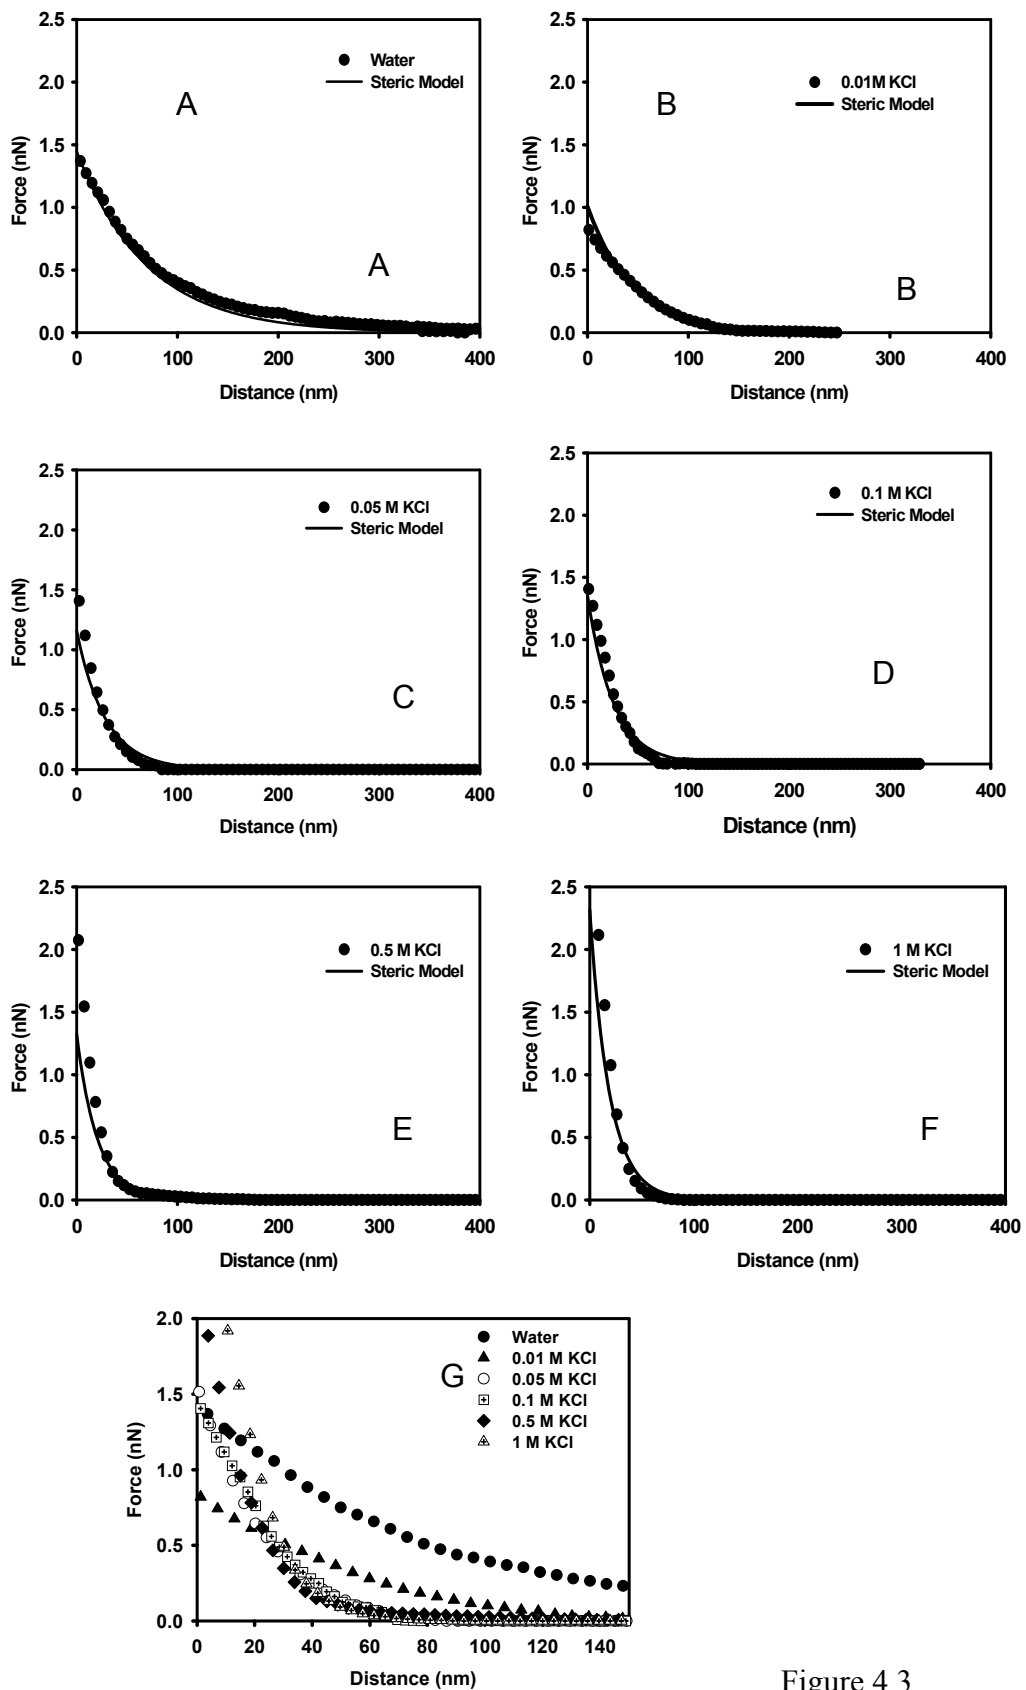 2.5
2.0
1.5
1.0
0.5
0.0
Force (nN)
Water
Steric Model
A
A
0 100 200 300 400
Distance (nm)
2.5
2.0
1.5
1.0
0.5
0.0
Force (nN)
0.01M KCl
Steric Model
B
B
0 100 200 300 400
Distance (nm)
2.5
2.0
1.5
1.0
0.5
0.0
Force (nN)
0.05 M KCl
Steric Model
C
0 100 200 300 400
Distance (nm)
2.5
2.0
1.5
1.0
0.5
0.0
Force (nN)
0.1 M KCl
Steric Model
D
0 100 200 300 400
Distance (nm)
2.5
2.0
1.5
1.0
0.5
0.0
Force (nN)
0.5 M KCl
Steric Model
E
0 100 200 300 400
Distance (nm)
2.5
2.0
1.5
1.0
0.5
0.0
Force (nN)
1 M KCl
Steric Model
F
0 100 200 300 400
Distance (nm)
2.0
1.5
1.0
0.5
0.0
Force (nN)
G
Water
0.01 M KCl
0.05 M KCl
0.1 M KCl
0.5 M KCl
1 M KCl
0 20 40 60 80 100 120 140
Distance (nm)
Figure 4.3